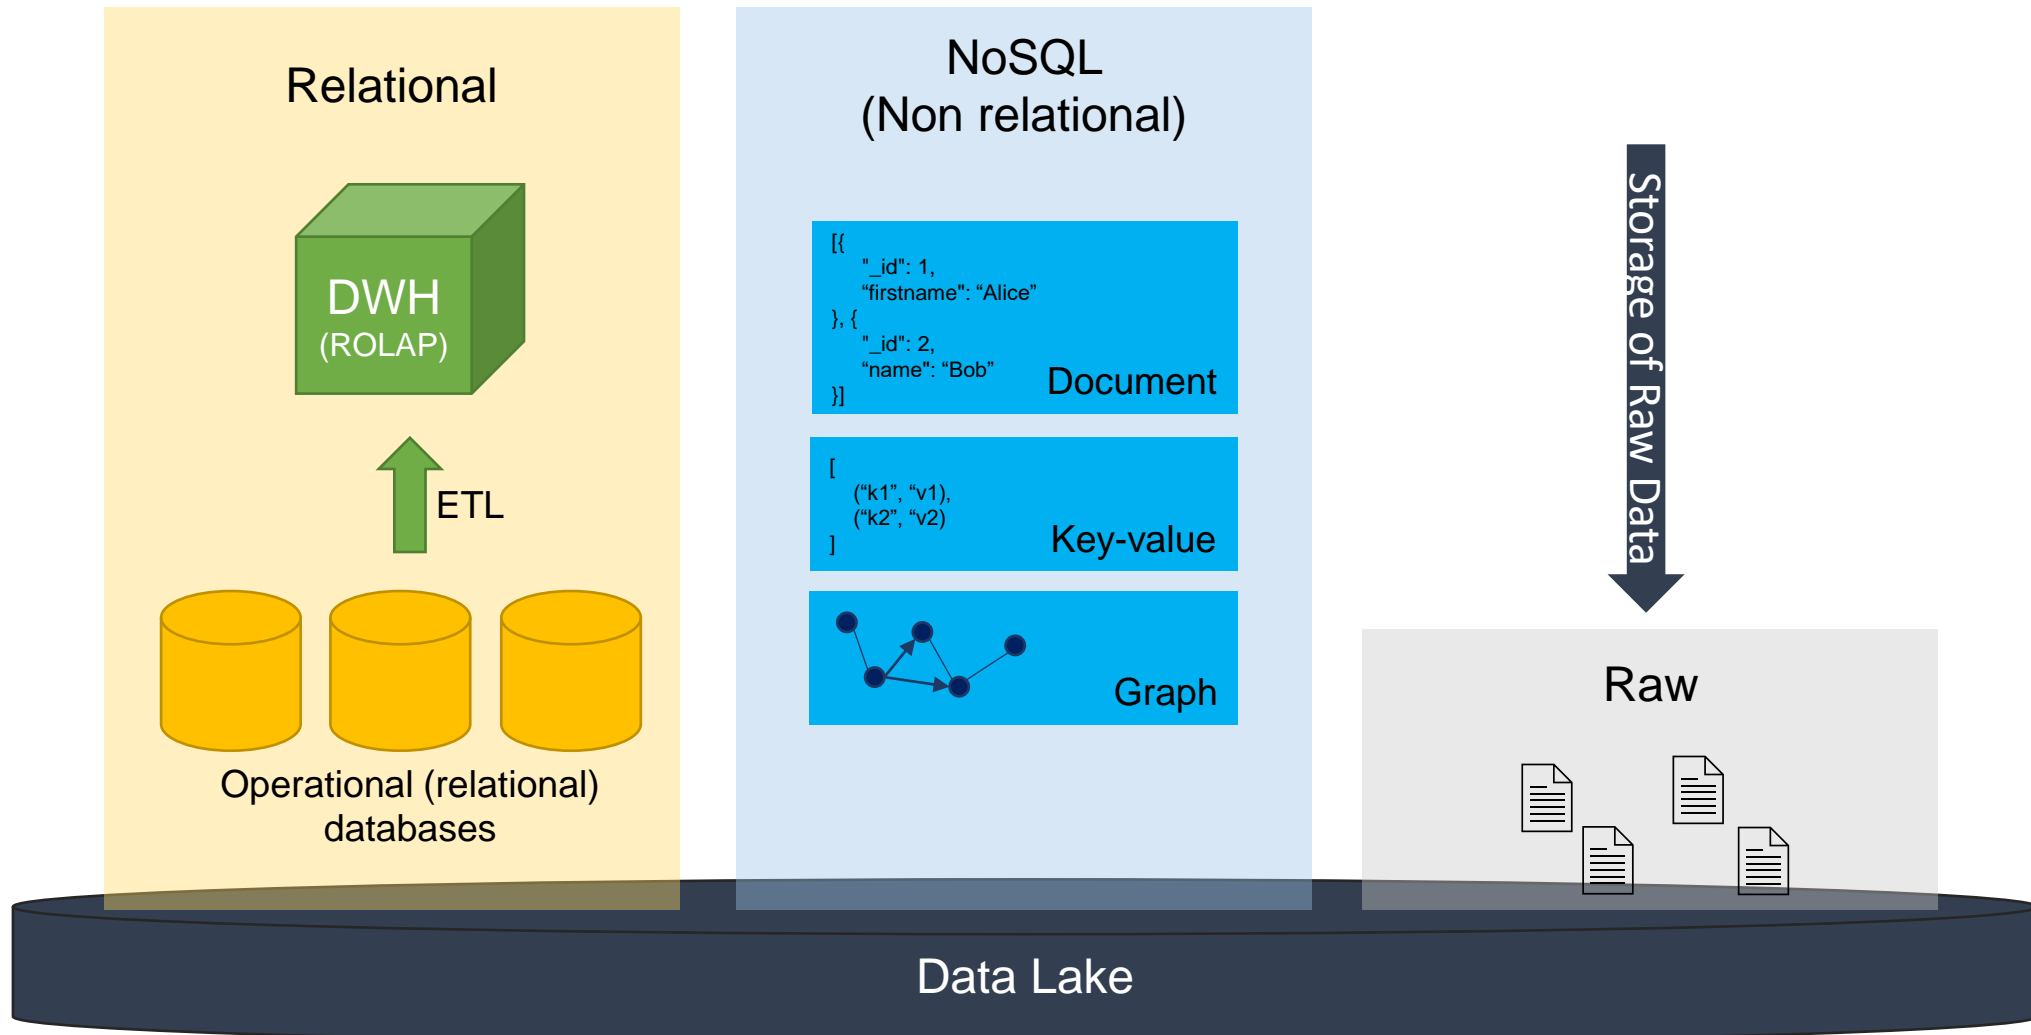 Relational
DWH
(ROLAP)
ETL
Operational (relational)
databases
NoSQL
(Non relational)
[{
"_id": 1,
“firstname": “Alice”
}, {
"_id": 2,
“name": “Bob”
}]
Document
[
(“k1”, “v1),
(“k2”, “v2)
]
Key-value
Graph
Storage of Raw Data
Raw
Data Lake